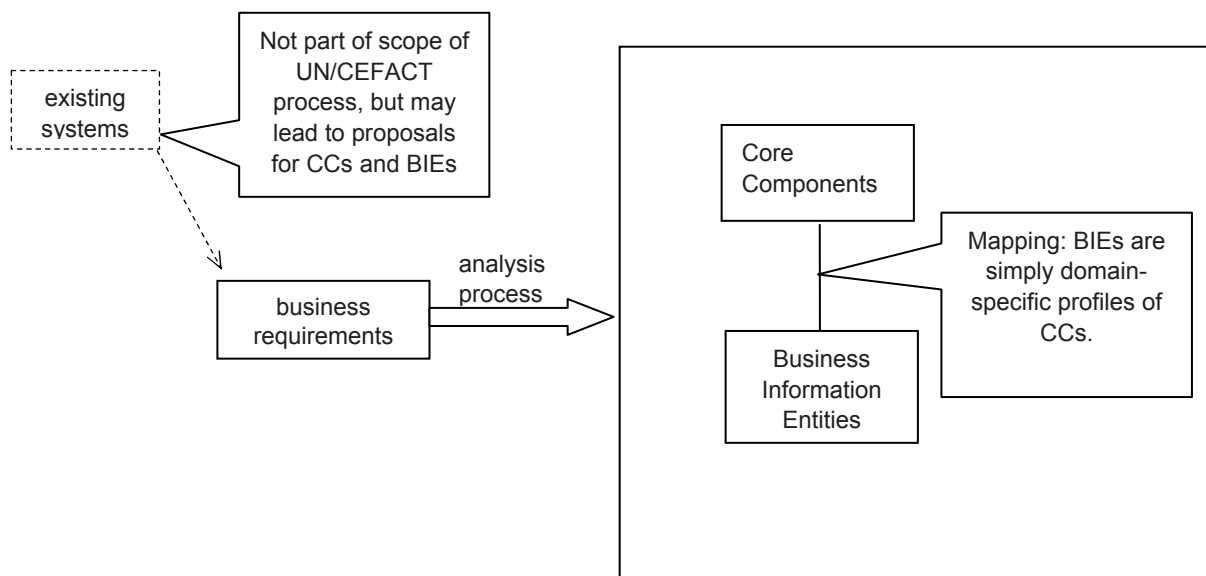 existing
systems
Not part of scope of
UN/CEFACT
process, but may
lead to proposals
for CCs and BIEs
business
requirements
analysis
process
Core
Components
Mapping: BIEs are
simply domain-
specific profiles of
CCs.
Business
Information
Entities